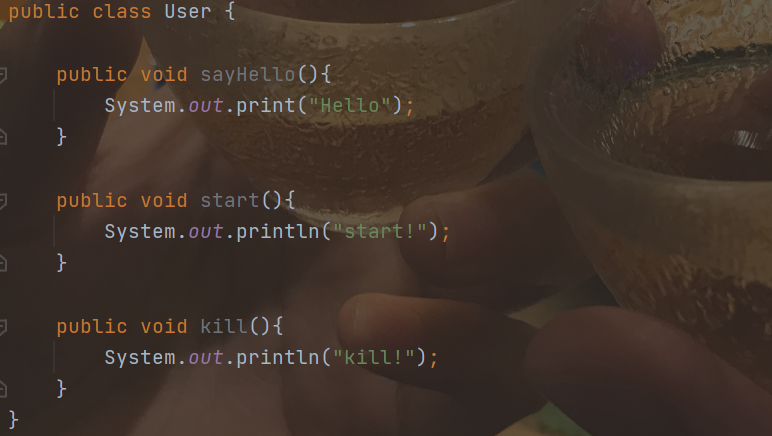 public class User {
public void sayHello(){
System.out.print("Hello");
}
public void start(){
System.out.println("start!");
}
public void kill(){
System.out.println("kill!");
}
}